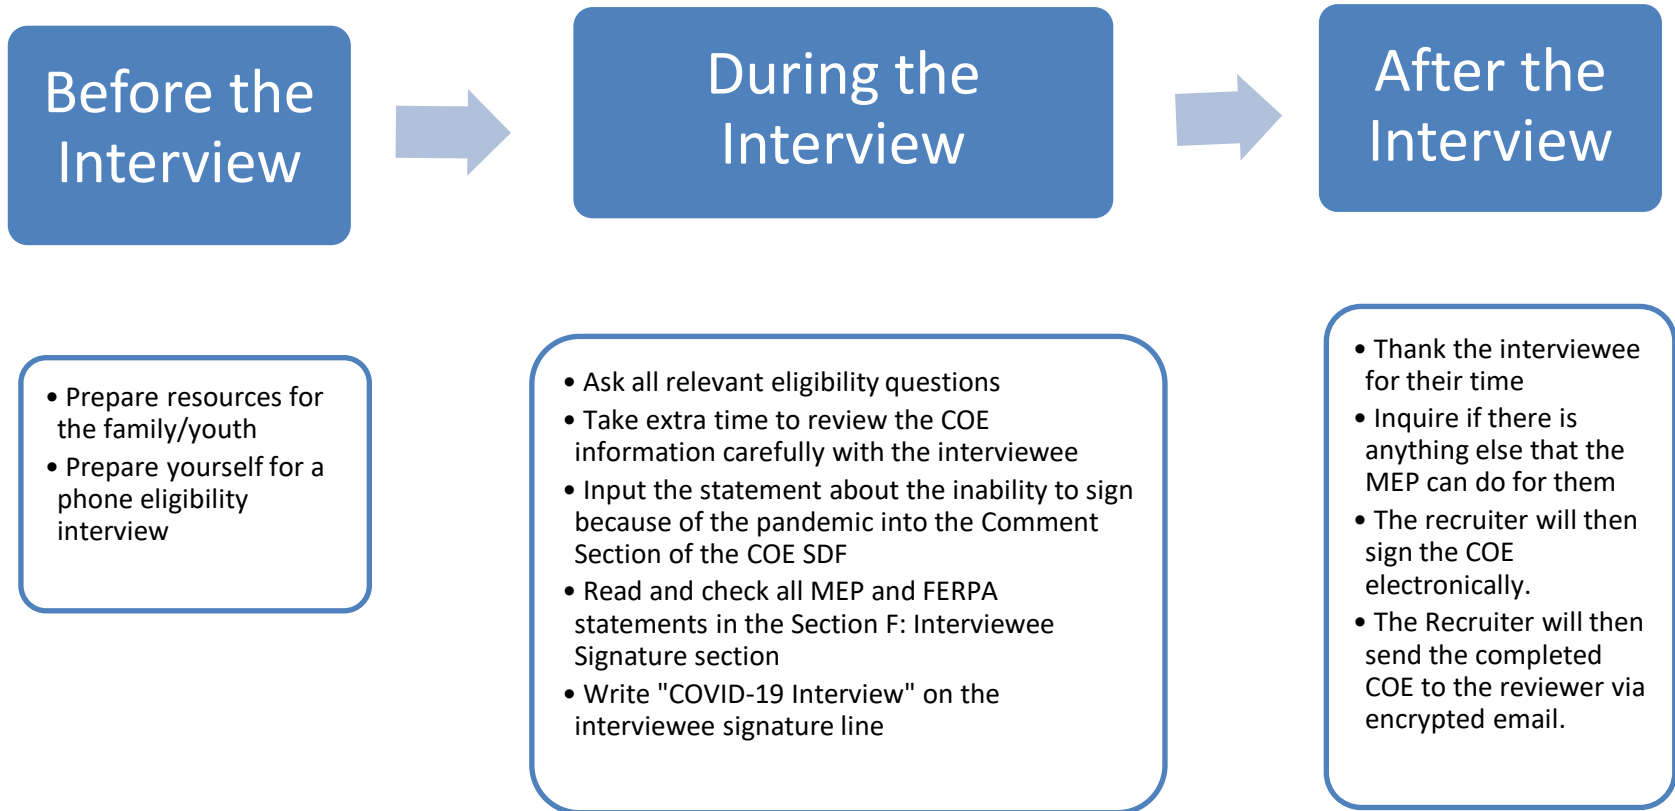 Before the
Interview
During the
Interview
After the
Interview
• Prepare resources for
the family/youth
• Prepare yourself for a
phone eligibility
interview
• Ask all relevant eligibility questions
• Take extra time to review the COE
information carefully with the interviewee
• Input the statement about the inability to sign
because of the pandemic into the Comment
Section of the COE SDF
• Read and check all MEP and FERPA
statements in the Section F: Interviewee
Signature section
• Write "COVID-19 Interview" on the
interviewee signature line
• Thank the interviewee
for their time
• Inquire if there is
anything else that the
MEP can do for them
• The recruiter will then
sign the COE
electronically.
• The Recruiter will then
send the completed
COE to the reviewer via
encrypted email.